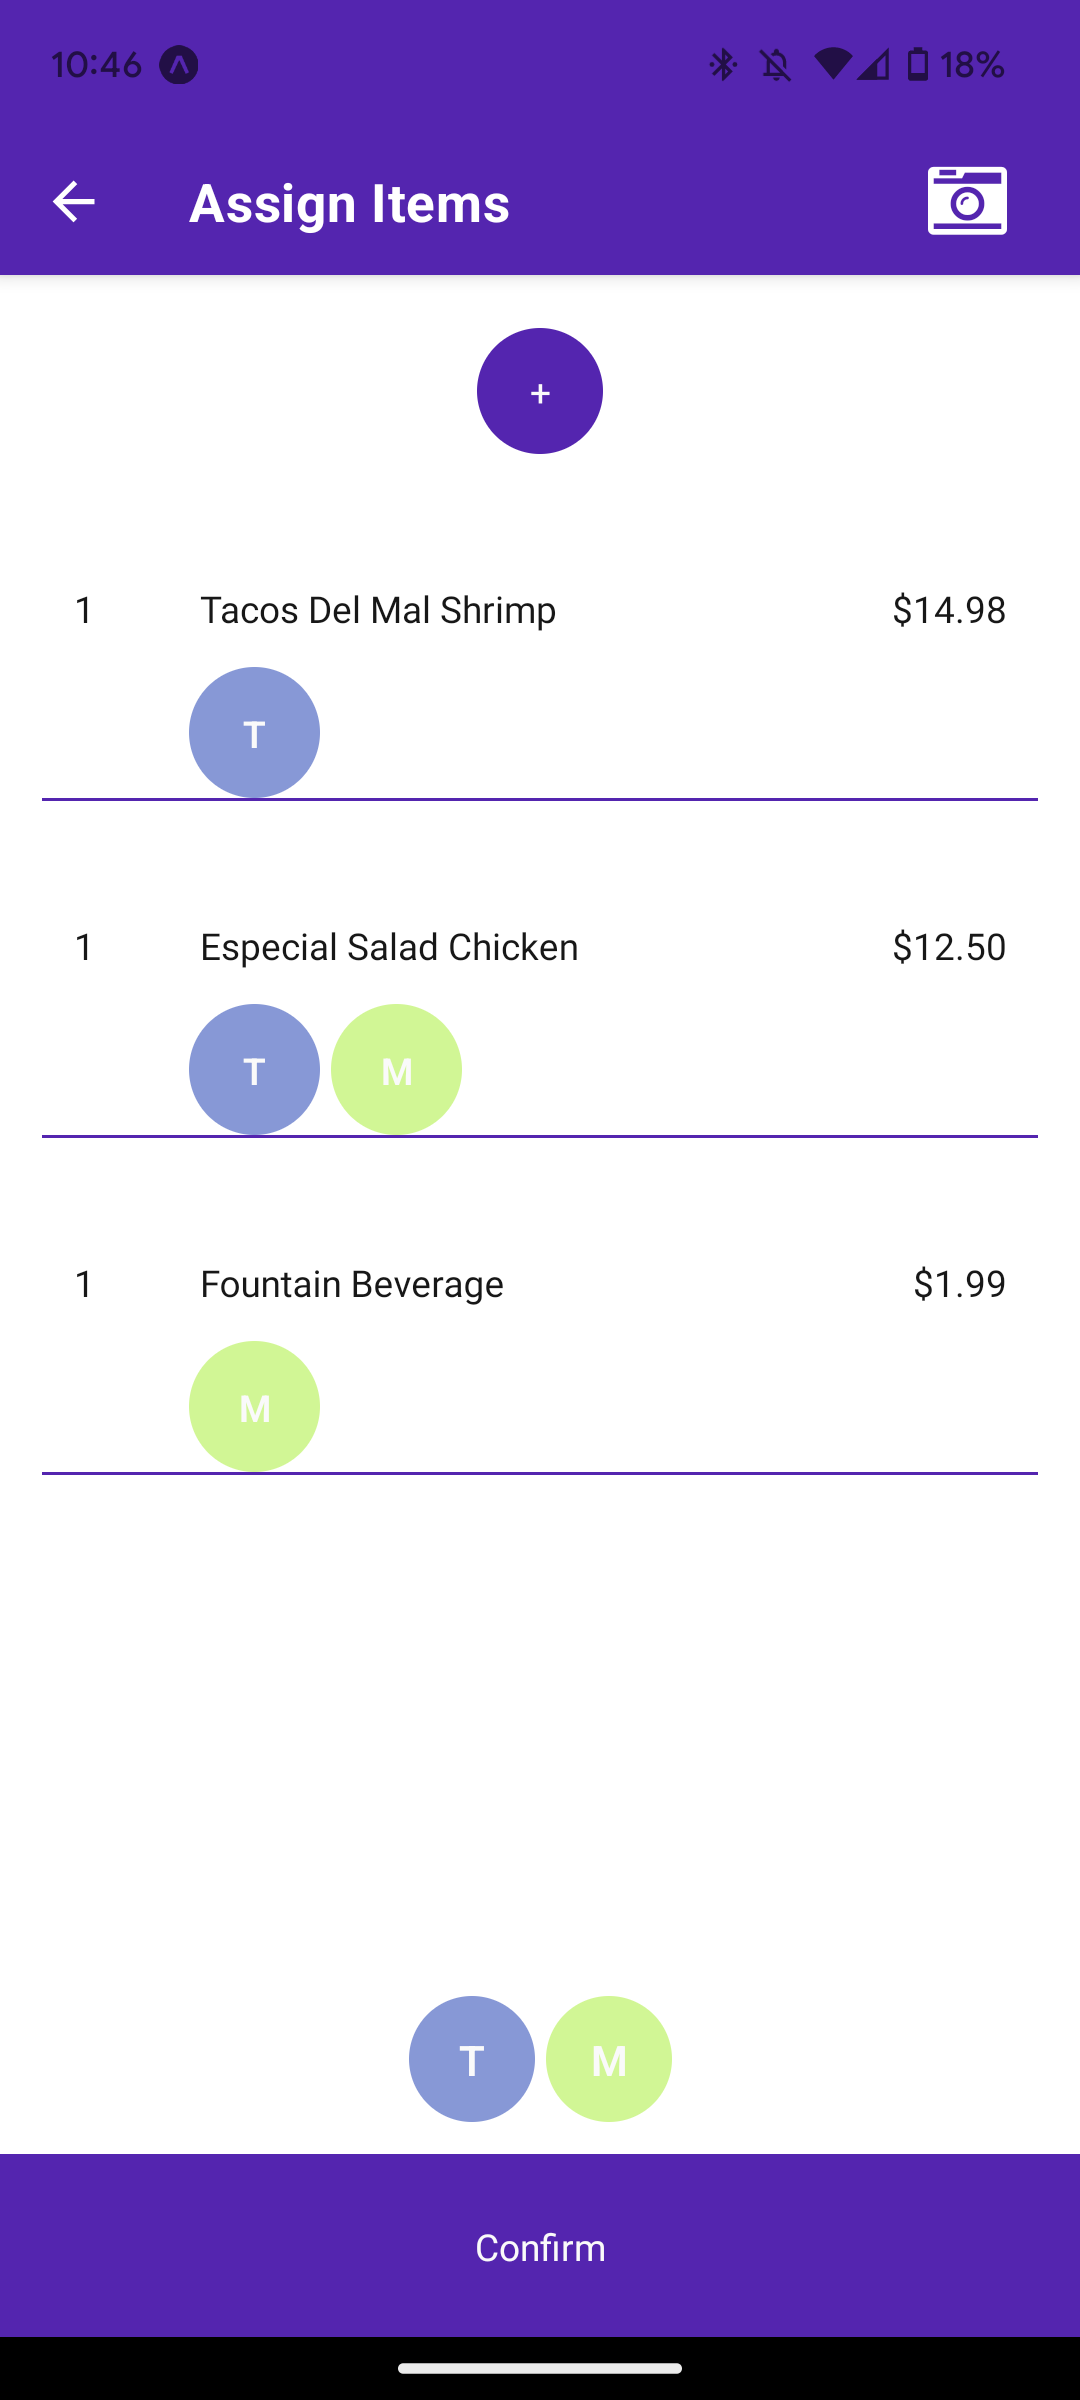 10:46 18%
Assign Items
+
1 Tacos Del Mal Shrimp $14.98
T
1 Especial Salad Chicken $12.50
T M
1 Fountain Beverage $1.99
M
T M
Confirm